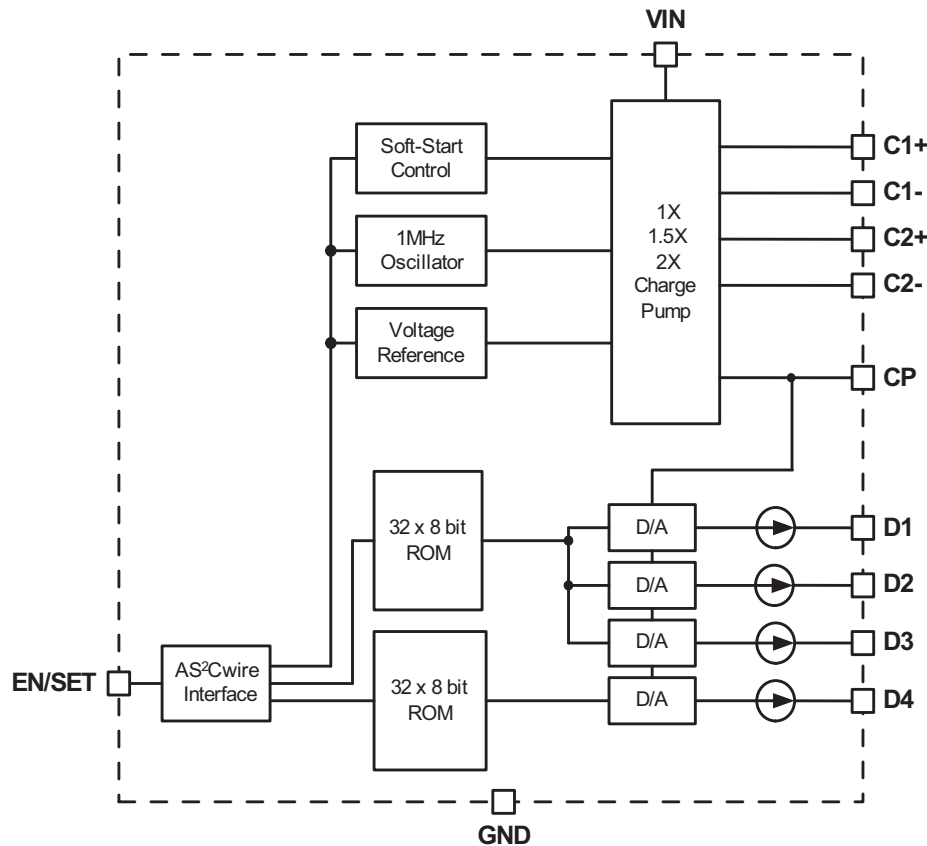 VIN
Soft-Start
Control
1MHz
Oscillator
Voltage
Reference
1X
1.5X
2X
Charge
Pump
C1+
C1-
C2+
C2-
CP
32 x 8 bit
ROM
D/A
D/A
D/A
D/A
D1
D2
D3
D4
EN/SET
AS²Cwire
Interface
32 x 8 bit
ROM
GND